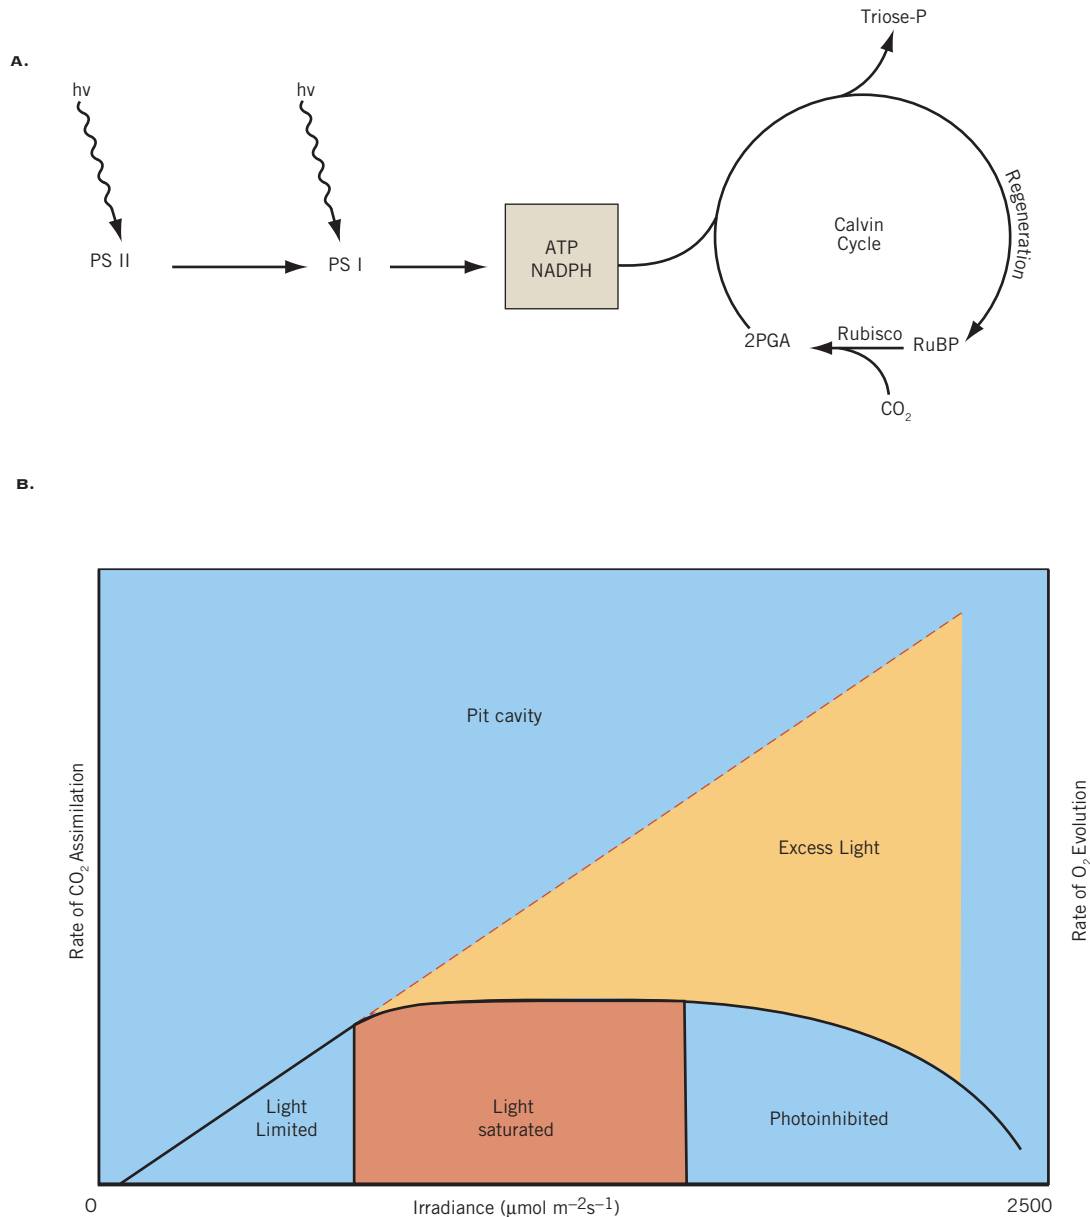 A.
Triose-P
hv
hv
PS II
PS I
ATP
NADPH
Calvin
Cycle
Regeneration
2PGA
Rubisco
RuBP
CO₂
B.
Pit cavity
Excess Light
Rate of CO₂ Assimilation
Rate of O₂ Evolution
Light
Limited
Light
saturated
Photoinhibited
0
Irradiance (μmol m–2s–1)
2500